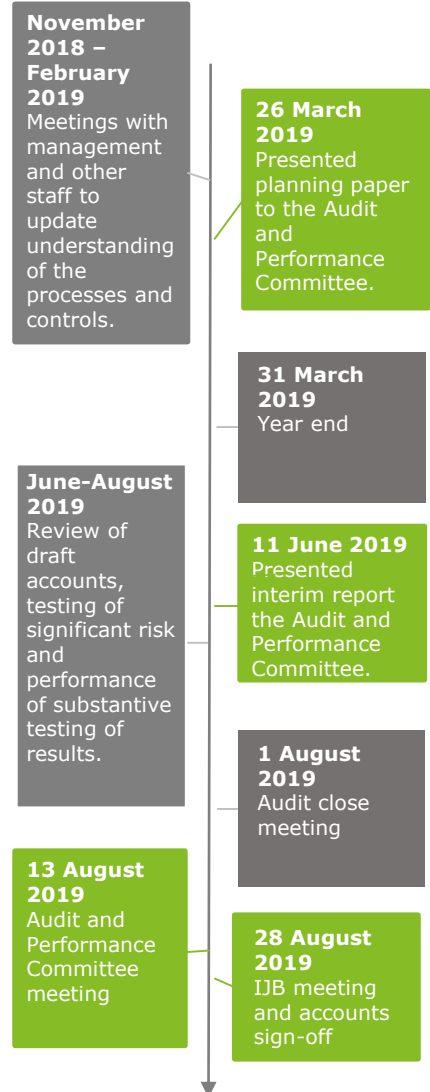 November
2018 –
February
2019
Meetings with
management
and other
staff to
update
understanding
of the
processes and
controls.
26 March
2019
Presented
planning paper
to the Audit
and
Performance
Committee.
31 March
2019
Year end
June-August
2019
Review of
draft
accounts,
testing of
significant risk
and
performance
of substantive
testing of
results.
11 June 2019
Presented
interim report
the Audit and
Performance
Committee.
1 August
2019
Audit close
meeting
13 August
2019
Audit and
Performance
Committee
meeting
28 August
2019
IJB meeting
and accounts
sign-off